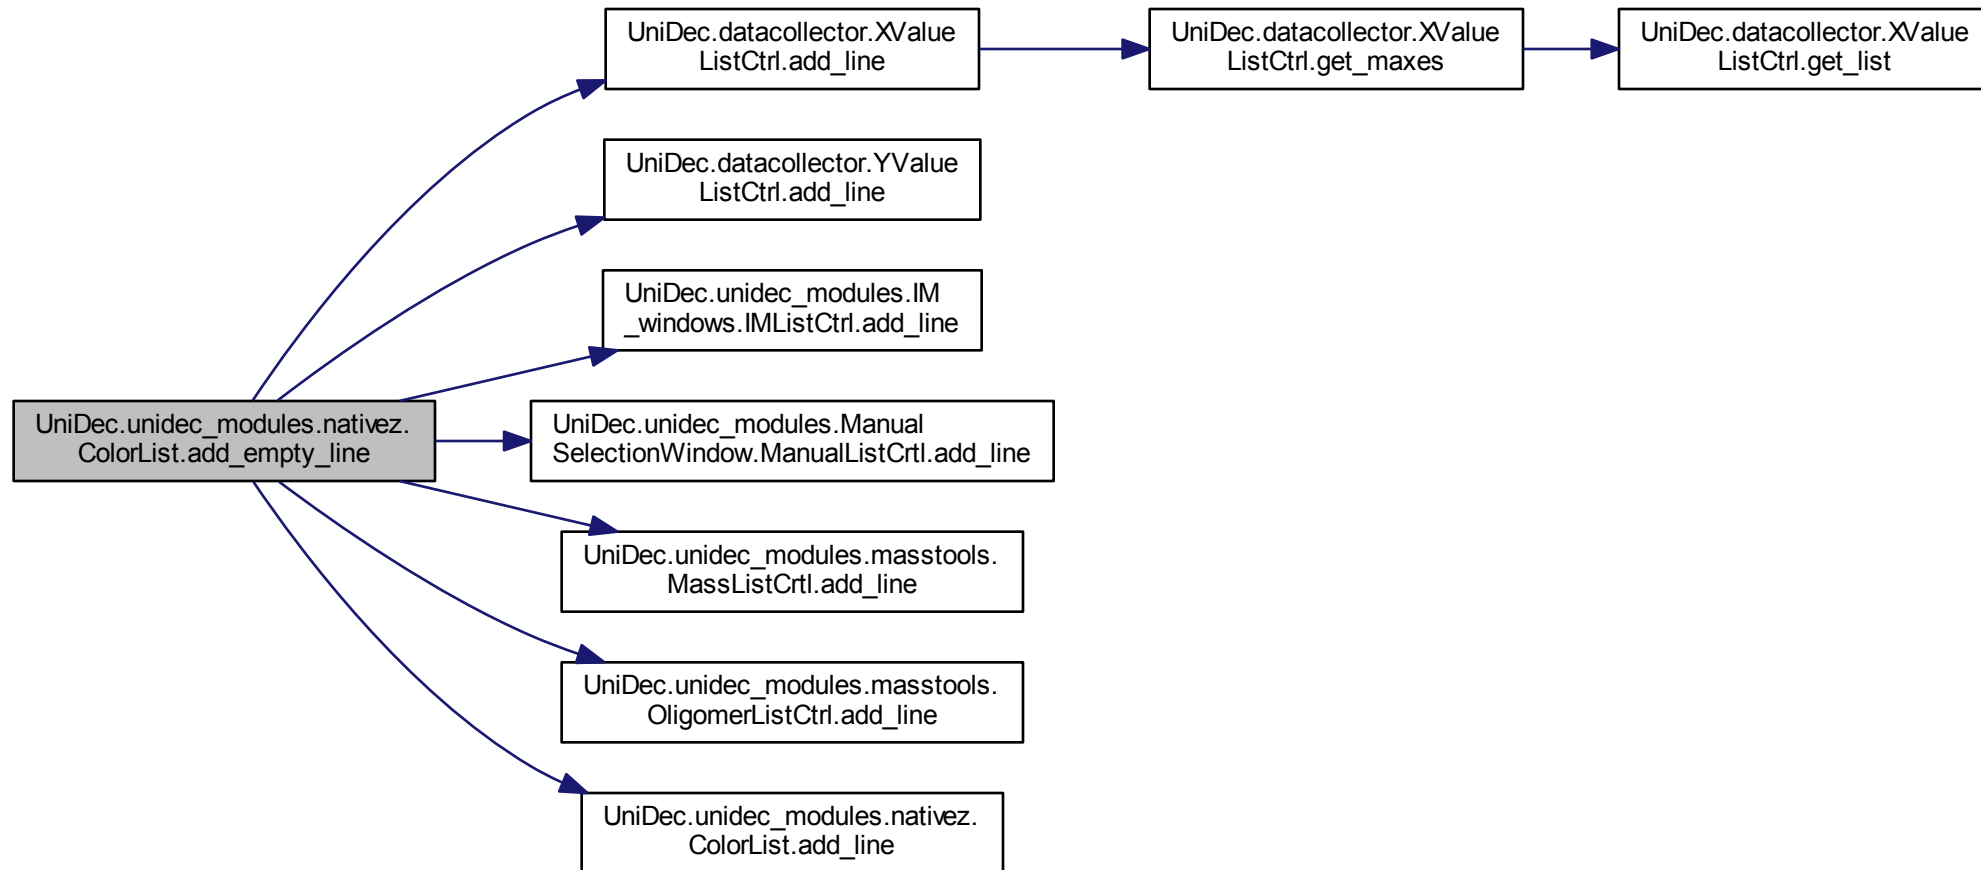 UniDec.datacollector.XValue
ListCtrl.add_line
UniDec.datacollector.XValue
ListCtrl.get_maxes
UniDec.datacollector.XValue
ListCtrl.get_list
UniDec.datacollector.YValue
ListCtrl.add_line
UniDec.unidec_modules.IM
_windows.IMListCtrl.add_line
UniDec.unidec_modules.nativez.
ColorList.add_empty_line
UniDec.unidec_modules.Manual
SelectionWindow.ManualListCrtl.add_line
UniDec.unidec_modules.masstools.
MassListCrtl.add_line
UniDec.unidec_modules.masstools.
OligomerListCtrl.add_line
UniDec.unidec_modules.nativez.
ColorList.add_line